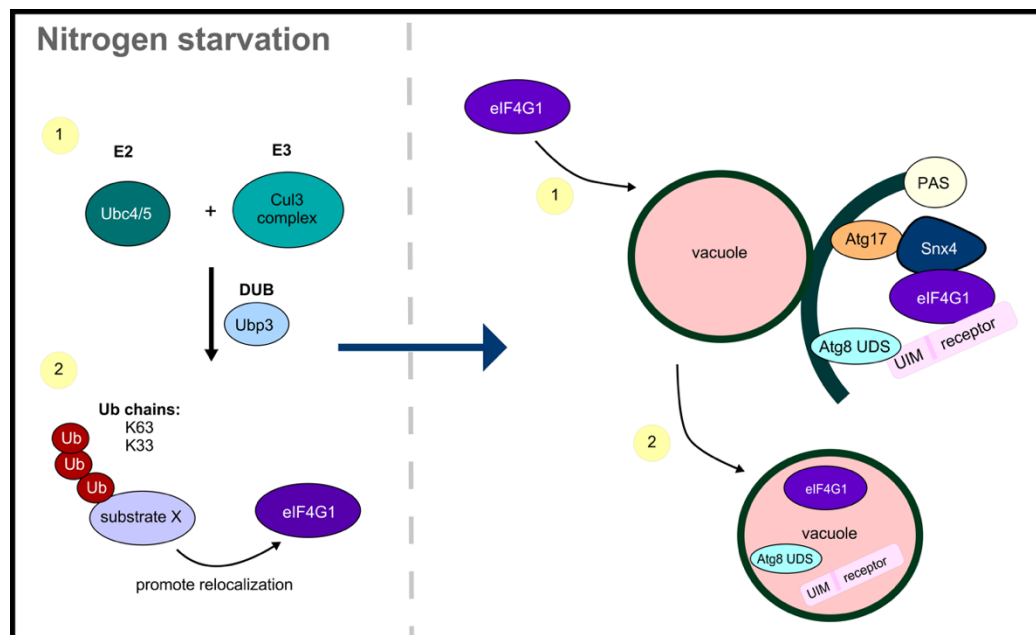 Nitrogen starvation
1
E2
E3
Ubc4/5
+
Cul3
complex
DUB
Ubp3
2
Ub chains:
K63
K33
Ub
Ub
Ub
substrate X
eIF4G1
promote relocalization
eIF4G1
1
vacuole
PAS
Atg17
Snx4
eIF4G1
Atg8 UDS
UIM
receptor
2
eIF4G1
vacuole
Atg8 UDS
UIM
receptor